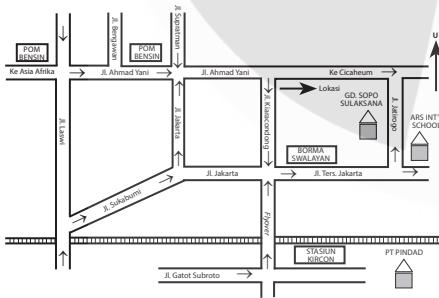 Jl. Bengawan
Jl. Supratman
U
POM
BENSIN
POM
BENSIN
Ke Asia Afrika
Jl. Ahmad Yani
Jl. Ahmad Yani
Ke Cicaheum
Lokasi
GD. SOPO
SULAKSANA
Jl. Laswi
Jl. Jakarta
Jl. Kiaracondong
Jl. Jatirogo
ARS INT'
SCHOOL
BORMA
SWALAYAN
Jl. Jakarta
Jl. Ters. Jakarta
Jl. Sukabumi
Flyover
STASIUN
KIRCON
PT PINDAD
Jl. Gatot Subroto